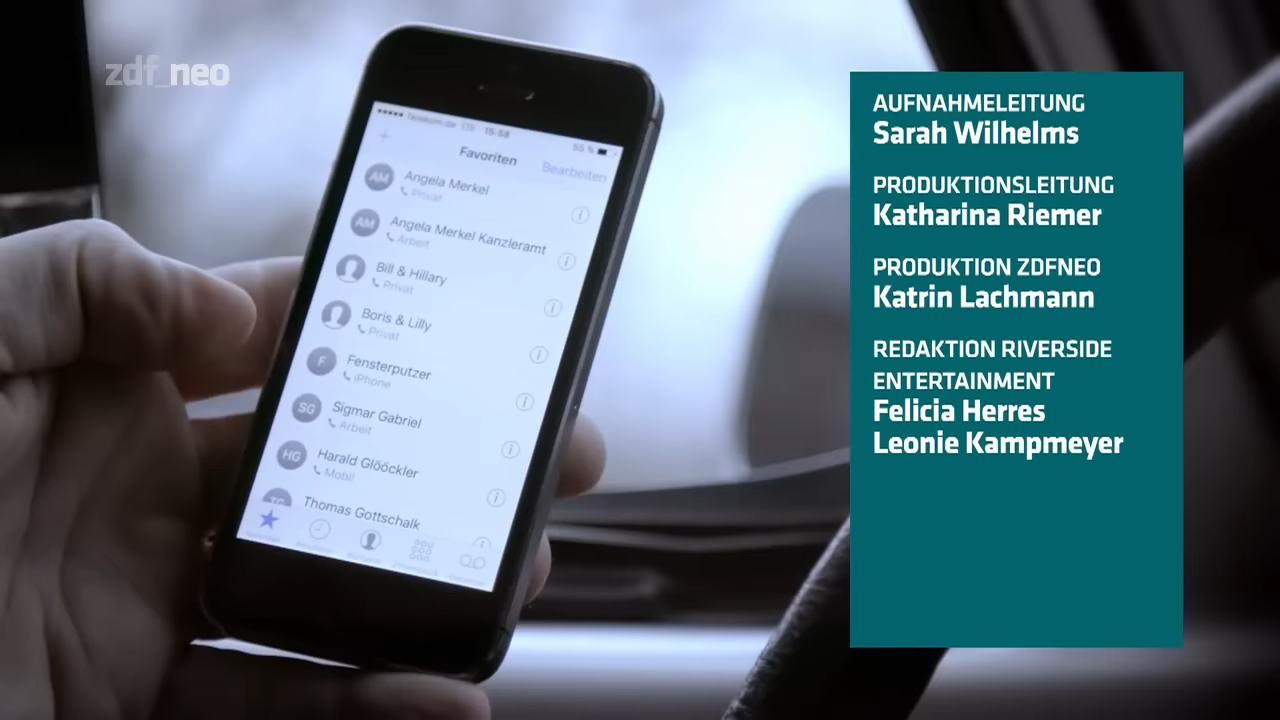 zdf_neo
Telekom.de LTE 15:58 55 %
Favoriten
Bearbeiten
AM Angela Merkel
Privat
AM Angela Merkel Kanzleramt
Arbeit
Bill & Hillary
Privat
Boris & Lilly
Privat
F Fensterputzer
iPhone
SG Sigmar Gabriel
Arbeit
HG Harald Glööckler
Mobil
TG Thomas Gottschalk
AUFNAHMELEITUNG
Sarah Wilhelms
PRODUKTIONSLEITUNG
Katharina Riemer
PRODUKTION ZDFNEO
Katrin Lachmann
REDAKTION RIVERSIDE
ENTERTAINMENT
Felicia Herres
Leonie Kampmeyer